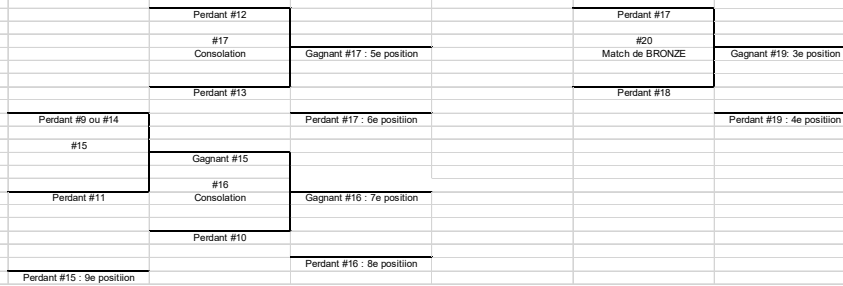 Perdant #12
Perdant #17
#17
#20
Consolation
Gagnant #17 : 5e position
Match de BRONZE
Gagnant #19: 3e position
Perdant #13
Perdant #18
Perdant #9 ou #14
Perdant #17 : 6e positiion
Perdant #19 : 4e positiion
#15
Gagnant #15
#16
Perdant #11
Consolation
Gagnant #16 : 7e position
Perdant #10
Perdant #16 : 8e positiion
Perdant #15 : 9e positiion